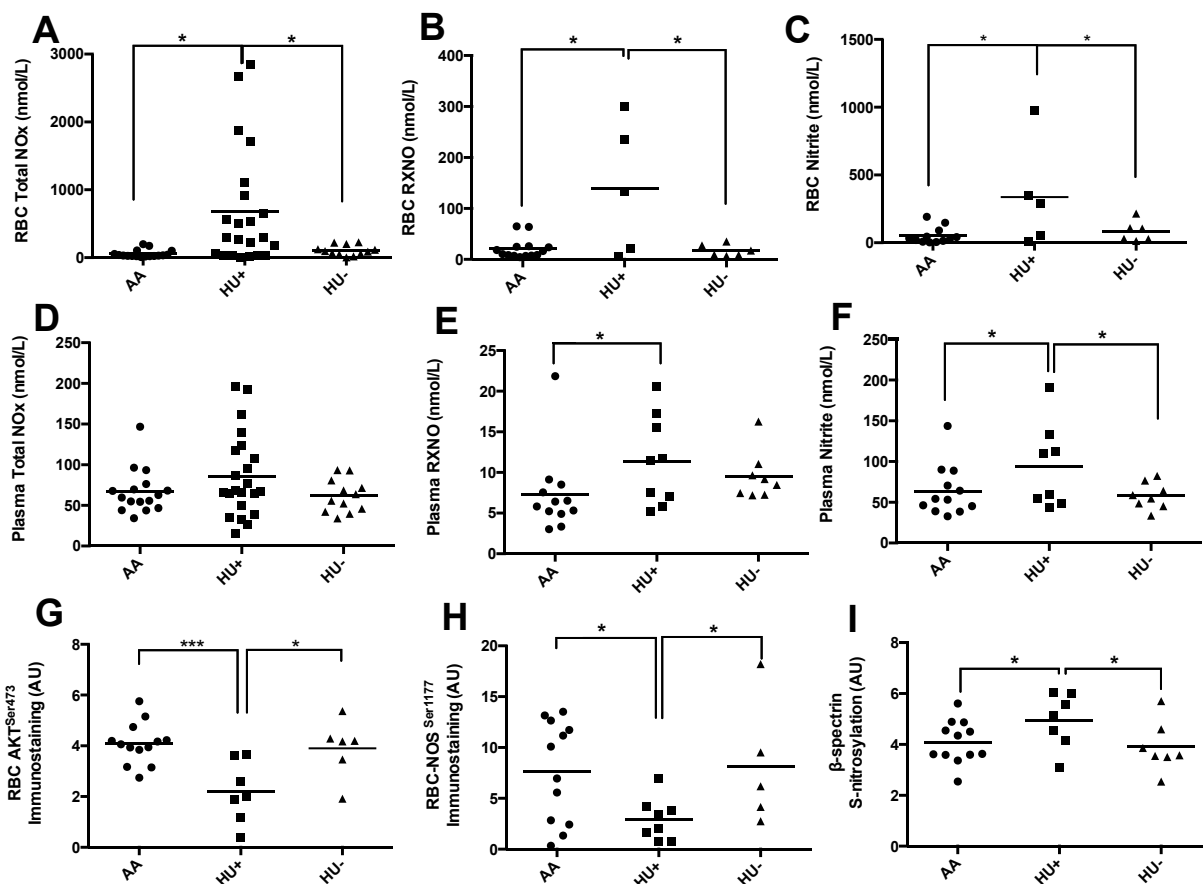 A
*
*
RBC Total NOx (nmol/L)
3000
2000
1000
0
AA
HU+
HU-
B
*
*
RBC RXNO (nmol/L)
400
300
200
100
0
AA
HU+
HU-
C
*
*
RBC Nitrite (nmol/L)
1500
1000
500
0
AA
HU+
HU-
D
Plasma Total NOx (nmol/L)
250
200
150
100
50
0
AA
HU+
HU-
E
*
Plasma RXNO (nmol/L)
25
20
15
10
5
0
AA
HU+
HU-
F
*
*
Plasma Nitrite (nmol/L)
250
200
150
100
50
0
AA
HU+
HU-
G
***
*
RBC AKTSer473
Immunostaining (AU)
8
6
4
2
0
AA
HU+
HU-
H
*
*
RBC-NOS Ser1177
Immunostaining (AU)
20
15
10
5
0
AA
HU+
HU-
I
*
*
β-spectrin
S-nitrosylation (AU)
8
6
4
2
0
AA
HU+
HU-